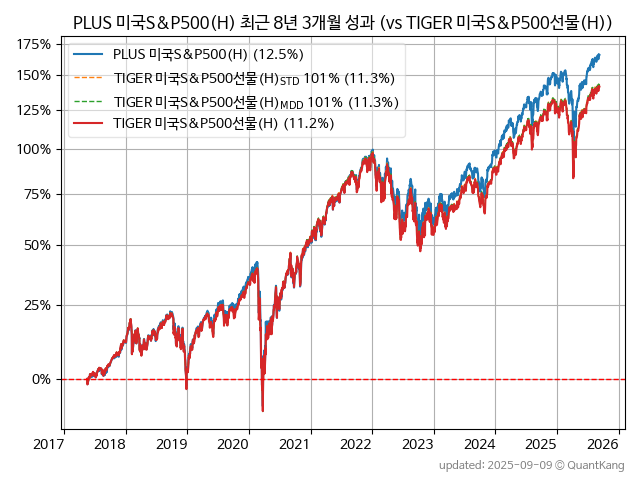 PLUS 미국S&P500(H) 최근 8년 3개월 성과 (vs TIGER 미국S&P500선물(H))
175%
150%
125%
100%
75%
50%
25%
0%
PLUS 미국S&P500(H) (12.5%)
TIGER 미국S&P500선물(H)STD 101% (11.3%)
TIGER 미국S&P500선물(H)MDD 101% (11.3%)
TIGER 미국S&P500선물(H) (11.2%)
2017 2018 2019 2020 2021 2022 2023 2024 2025 2026
updated: 2025-09-09 © QuantKang